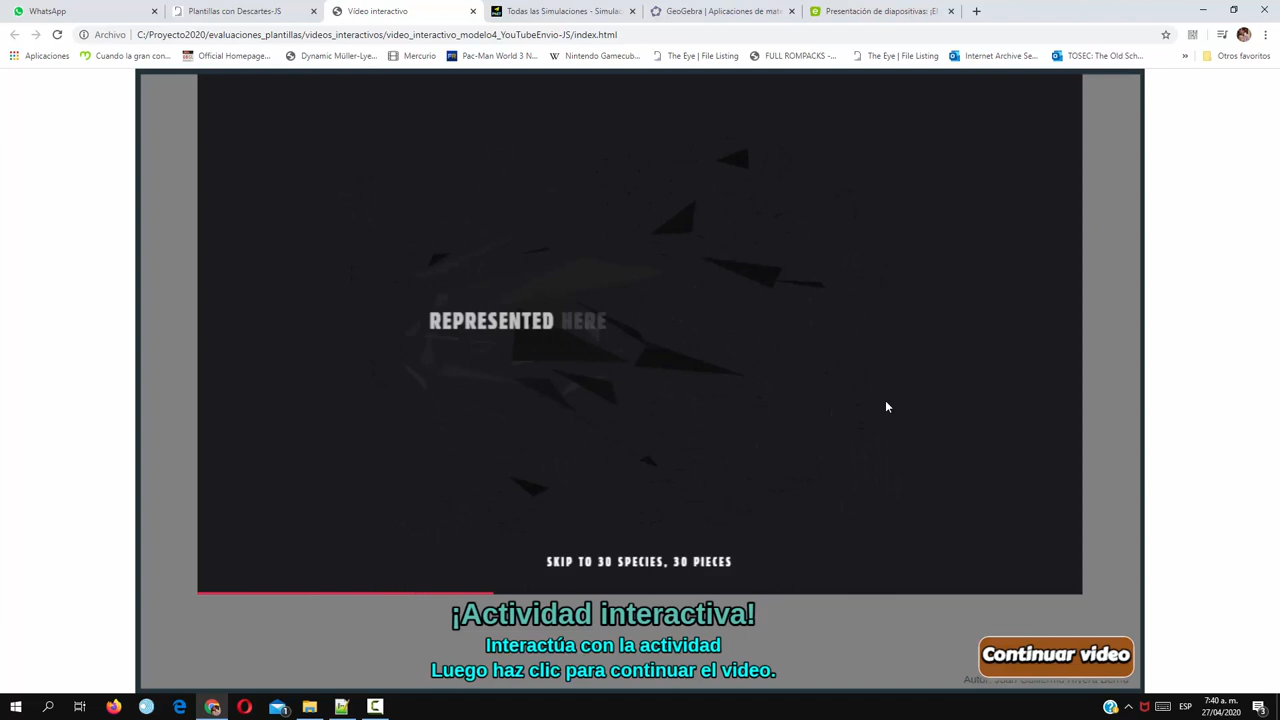 WhatsApp
Plantillas con Descartes-JS
Vídeo interactivo
Todas las Simulaciones - Simulac
GeoGebra | Aplicaciones de mate
Presentación de diapositivas: ¡El
Archivo
C:/Proyecto2020/evaluaciones_plantillas/videos_interactivos/video_interactivo_modelo4_YouTubeEnvio-JS/index.html
Aplicaciones
Cuando la gran con...
Official Homepage...
Dynamic Müller-Lye...
Mercurio
Pac-Man World 3 N...
Nintendo Gamecub...
The Eye | File Listing
FULL ROMPACKS -...
The Eye | File Listing
Internet Archive Se...
TOSEC: The Old Sch...
»
Otros favoritos
REPRESENTED HERE
SKIP TO 30 SPECIES, 30 PIECES
¡Actividad interactiva!
Interactúa con la actividad
Luego haz clic para continuar el video.
Continuar video
ESP
7:40 a. m.
27/04/2020